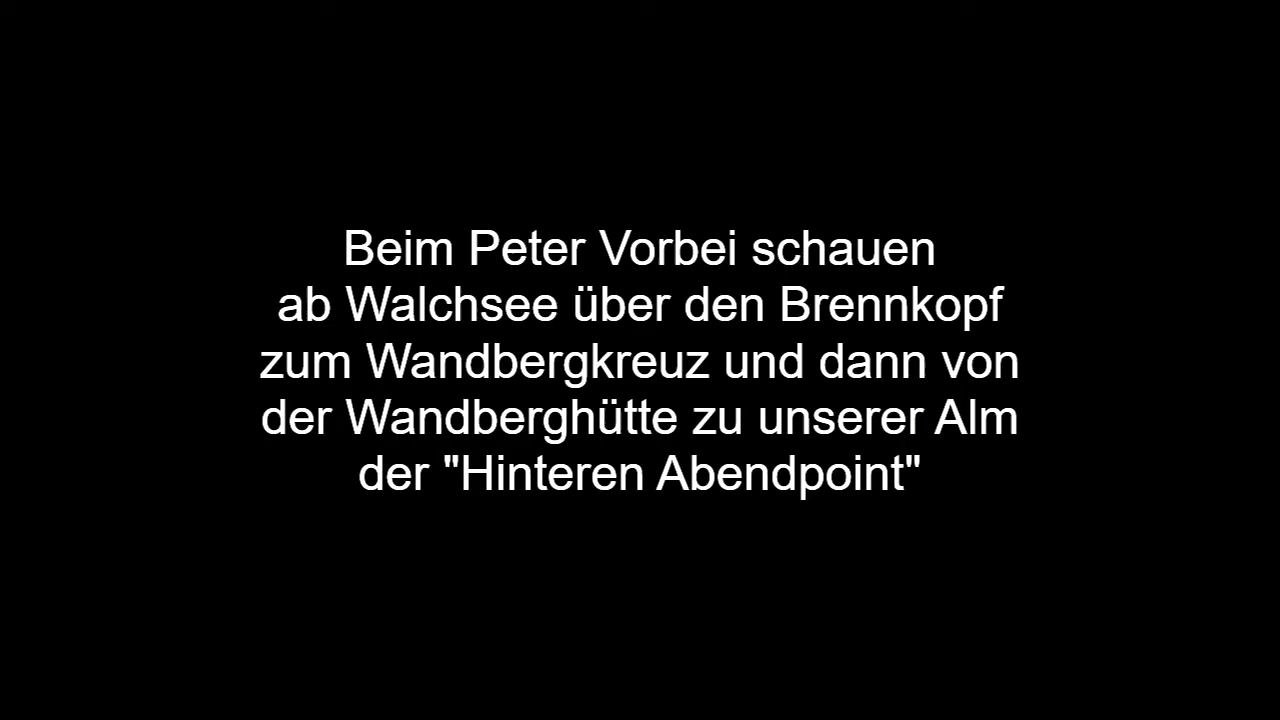 Beim Peter Vorbei schauen
ab Walchsee über den Brennkopf
zum Wandbergkreuz und dann von
der Wandberghütte zu unserer Alm
der "Hinteren Abendpoint"